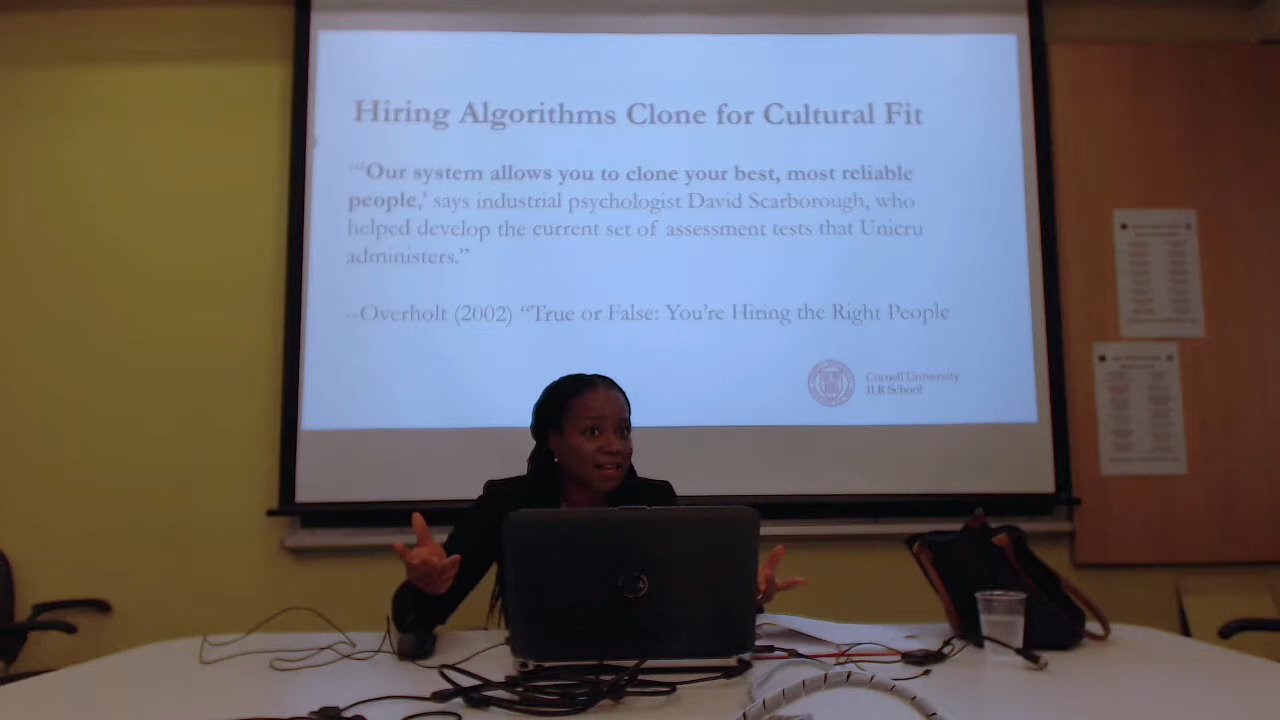 Hiring Algorithms Clone for Cultural Fit
"'Our system allows you to clone your best, most reliable
people,' says industrial psychologist David Scarborough, who
helped develop the current set of assessment tests that Unicru
administers."
--Overholt (2002) "True or False: You're Hiring the Right People
Cornell University
ILR School